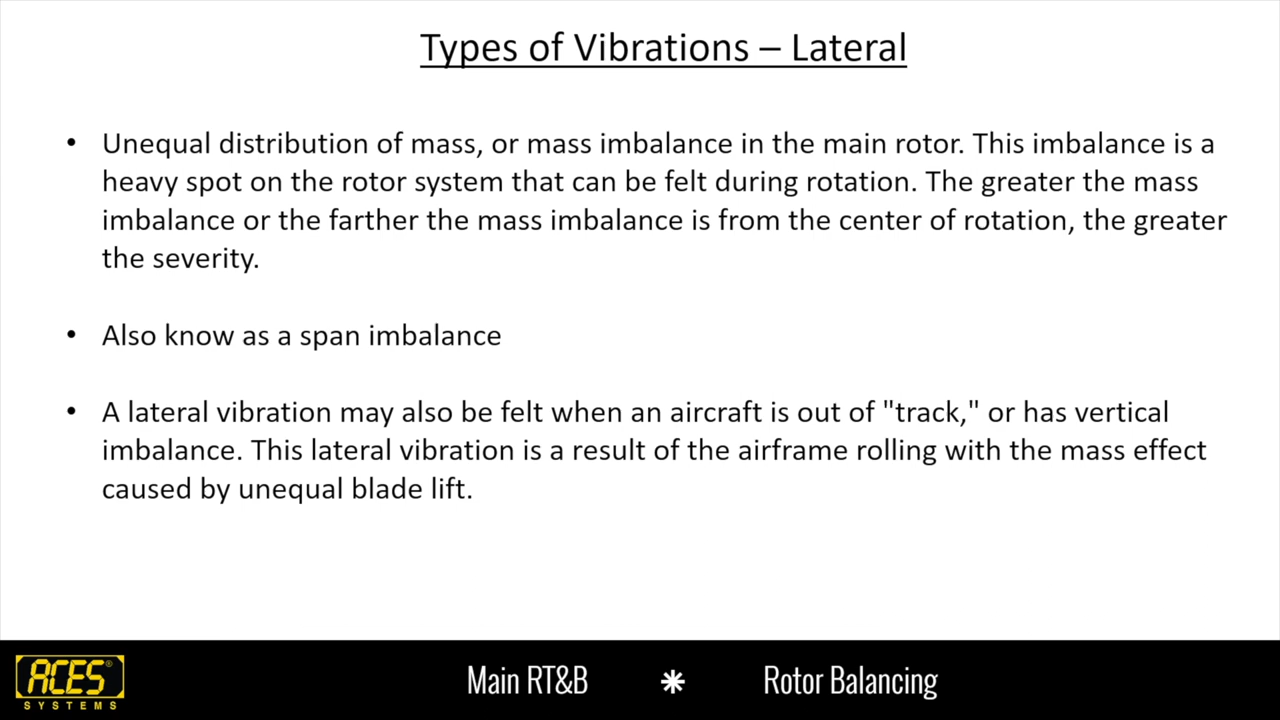 Types of Vibrations – Lateral
• Unequal distribution of mass, or mass imbalance in the main rotor. This imbalance is a
heavy spot on the rotor system that can be felt during rotation. The greater the mass
imbalance or the farther the mass imbalance is from the center of rotation, the greater
the severity.
• Also know as a span imbalance
• A lateral vibration may also be felt when an aircraft is out of "track," or has vertical
imbalance. This lateral vibration is a result of the airframe rolling with the mass effect
caused by unequal blade lift.
ACES®
SYSTEMS
Main RT&B * Rotor Balancing